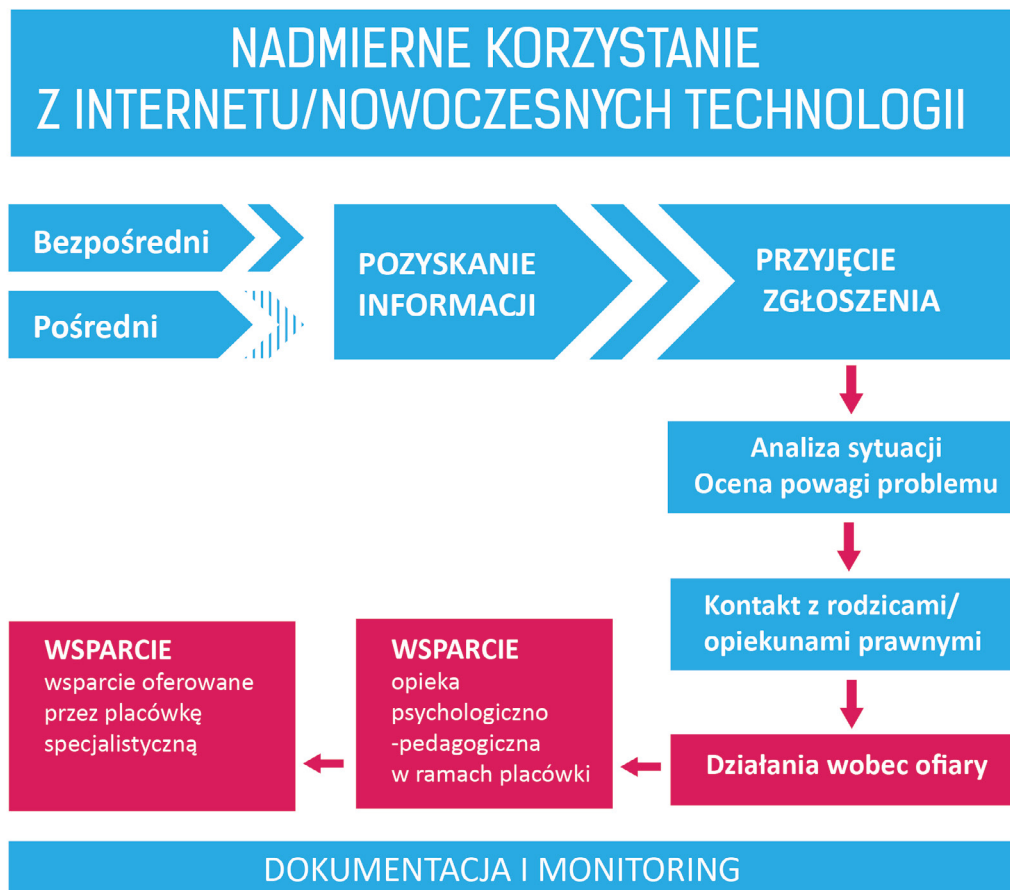 NADMIERNE KORZYSTANIE
Z INTERNETU/NOWOCZESNYCH TECHNOLOGII
Bezpośredni
Pośredni
POZYSKANIE
INFORMACJI
PRZYJĘCIE
ZGŁOSZENIA
Analiza sytuacji
Ocena powagi problemu
Kontakt z rodzicami/
opiekunami prawnymi
Działania wobec ofiary
WSPARCIE
opieka
psychologiczno
-pedagogiczna
w ramach placówki
WSPARCIE
wsparcie oferowane
przez placówkę
specjalistyczną
DOKUMENTACJA I MONITORING